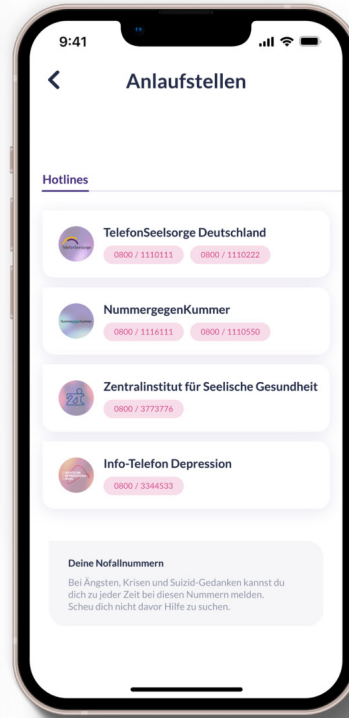 9:41
Anlaufstellen
Hotlines
TelefonSeelsorge Deutschland
0800 / 1110111 0800 / 1110222
NummergegenKummer
0800 / 1116111 0800 / 1110550
Zentralinstitut für Seelische Gesundheit
0800 / 3773776
Info-Telefon Depression
0800 / 3344533
Deine Nofallnummern
Bei Ängsten, Krisen und Suizid-Gedanken kannst du
dich zu jeder Zeit bei diesen Nummern melden.
Scheu dich nicht davor Hilfe zu suchen.